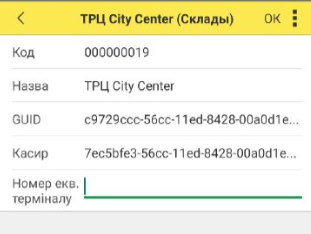 ТРЦ City Center (Склады) ОК
Код 000000019
Назва ТРЦ City Center
GUID c9729ccc-56cc-11ed-8428-00a0d1e...
Касир 7ec5bfe3-56cc-11ed-8428-00a0d1e...
Номер екв.
терміналу